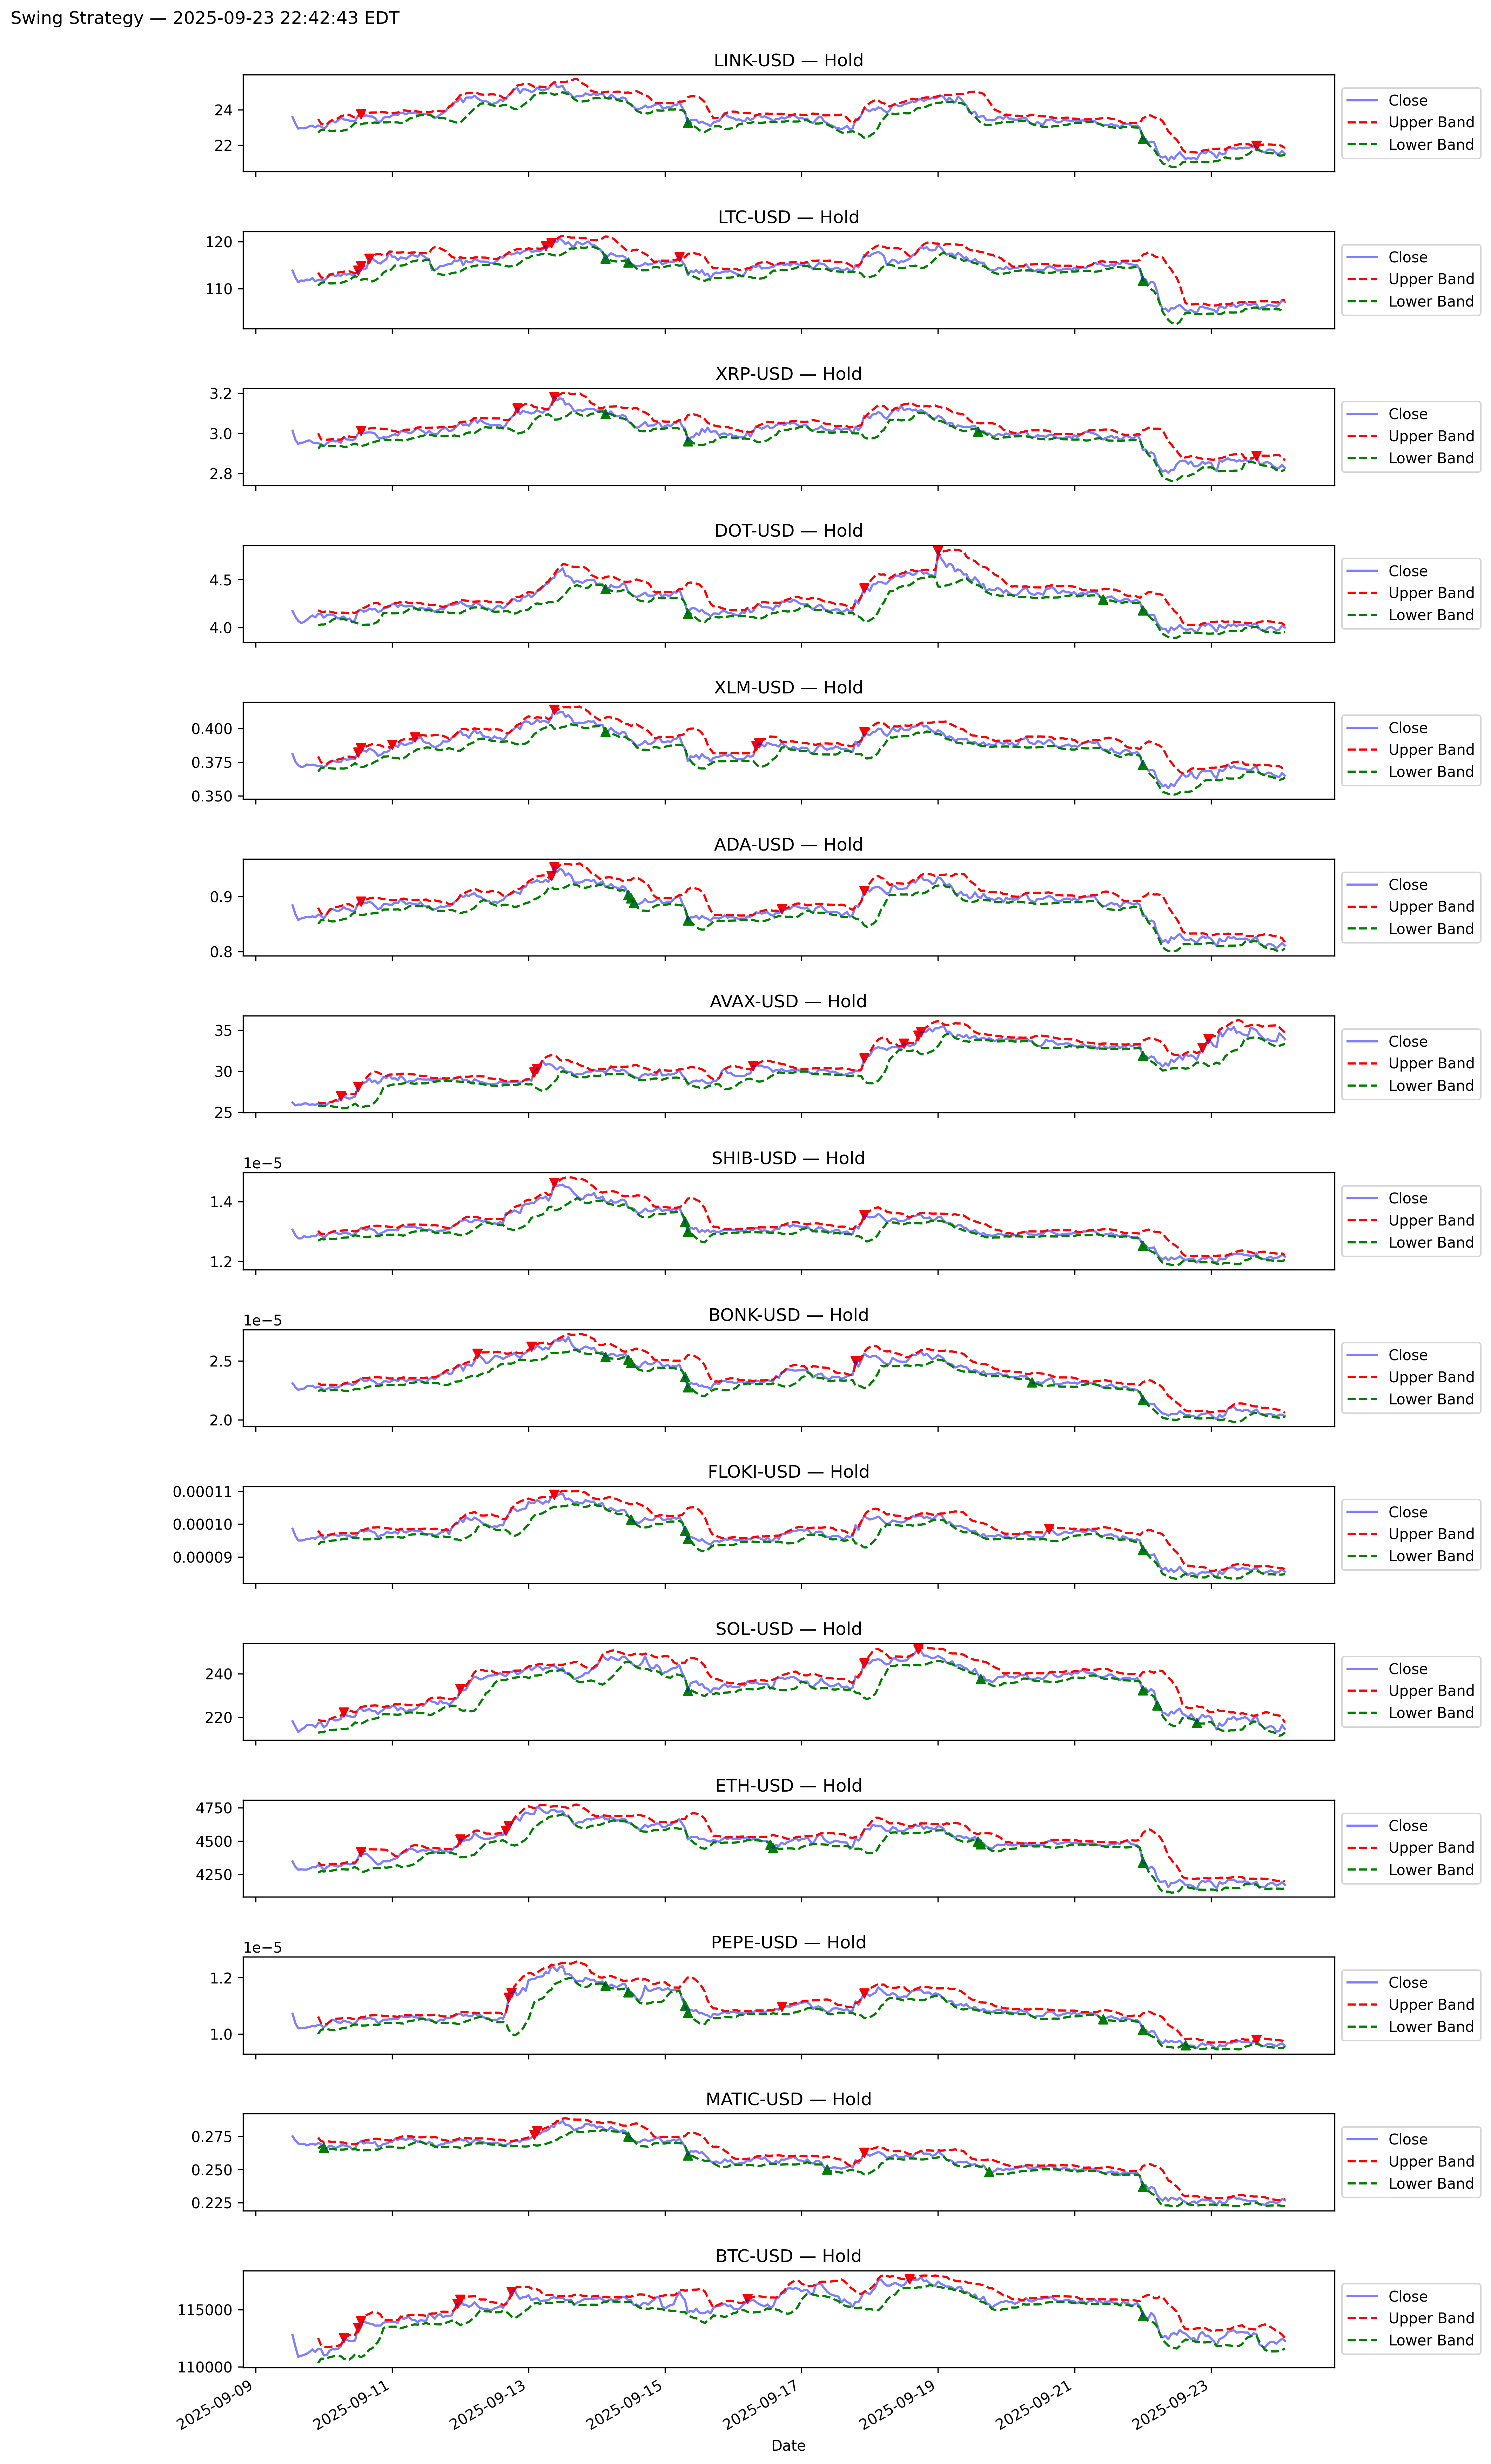 Swing Strategy — 2025-09-23 22:42:43 EDT
LINK-USD — Hold
24
22
Close
Upper Band
Lower Band
LTC-USD — Hold
120
110
Close
Upper Band
Lower Band
XRP-USD — Hold
3.2
3.0
2.8
Close
Upper Band
Lower Band
DOT-USD — Hold
4.5
4.0
Close
Upper Band
Lower Band
XLM-USD — Hold
0.400
0.375
0.350
Close
Upper Band
Lower Band
ADA-USD — Hold
0.9
0.8
Close
Upper Band
Lower Band
AVAX-USD — Hold
35
30
25
Close
Upper Band
Lower Band
SHIB-USD — Hold
1e−5
1.4
1.2
Close
Upper Band
Lower Band
BONK-USD — Hold
1e−5
2.5
2.0
Close
Upper Band
Lower Band
FLOKI-USD — Hold
0.00011
0.00010
0.00009
Close
Upper Band
Lower Band
SOL-USD — Hold
240
220
Close
Upper Band
Lower Band
ETH-USD — Hold
4750
4500
4250
Close
Upper Band
Lower Band
PEPE-USD — Hold
1e−5
1.2
1.0
Close
Upper Band
Lower Band
MATIC-USD — Hold
0.275
0.250
0.225
Close
Upper Band
Lower Band
BTC-USD — Hold
115000
110000
Close
Upper Band
Lower Band
2025-09-09
2025-09-11
2025-09-13
2025-09-15
2025-09-17
2025-09-19
2025-09-21
2025-09-23
Date